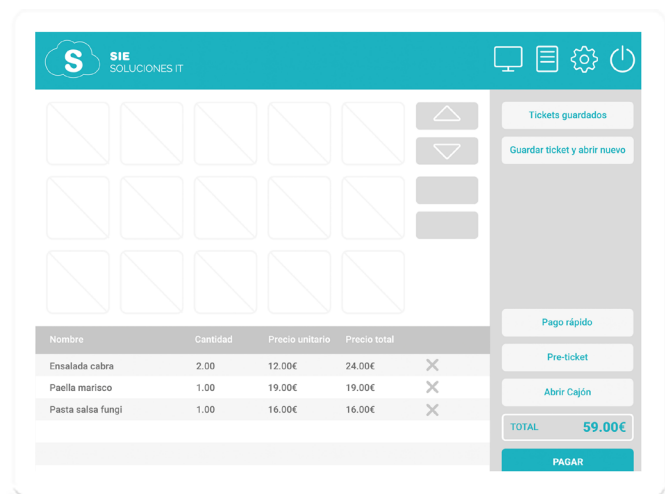 S
SIE
SOLUCIONES IT
Tickets guardados
Guardar ticket y abrir nuevo
Pago rápido
Pre-ticket
Abrir Cajón
TOTAL 59.00€
PAGAR
Nombre Cantidad Precio unitario Precio total
Ensalada cabra 2.00 12.00€ 24.00€
Paella marisco 1.00 19.00€ 19.00€
Pasta salsa fungi 1.00 16.00€ 16.00€